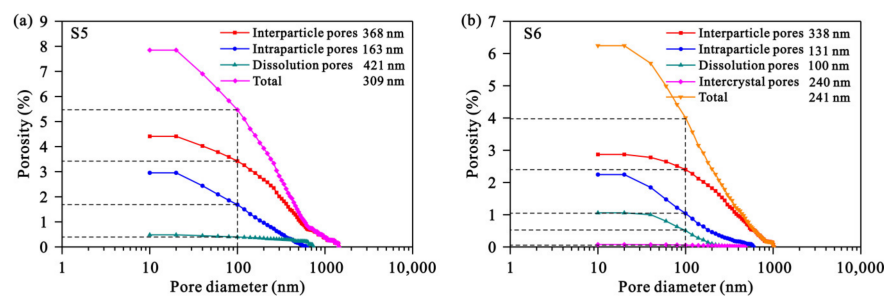 (a)
S5
Interparticle pores 368 nm
Intraparticle pores 163 nm
Dissolution pores 421 nm
Total 309 nm
Porosity (%)
9
8
7
6
5
4
3
2
1
0
1 10 100 1000 10,000
Pore diameter (nm)
(b)
S6
Interparticle pores 338 nm
Intraparticle pores 131 nm
Dissolution pores 100 nm
Intercrystal pores 240 nm
Total 241 nm
Porosity (%)
7
6
5
4
3
2
1
0
1 10 100 1000 10,000
Pore diameter (nm)